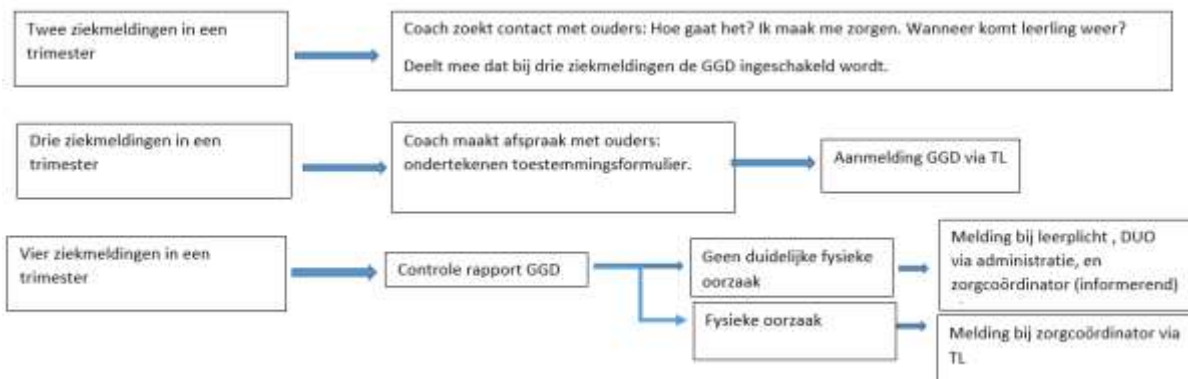 Twee ziekmeldingen in een
trimester
Coach zoekt contact met ouders: Hoe gaat het? Ik maak me zorgen. Wanneer komt leerling weer?
Deelt mee dat bij drie ziekmeldingen de GGD ingeschakeld wordt.
Drie ziekmeldingen in een
trimester
Coach maakt afspraak met ouders:
ondertekenen toestemmingsformulier.
Aanmelding GGD via TL
Vier ziekmeldingen in een
trimester
Controle rapport GGD
Geen duidelijke fysieke
oorzaak
Melding bij leerplicht , DUO
via administratie, en
zorgcoördinator (informerend)
Fysieke oorzaak
Melding bij zorgcoördinator via
TL